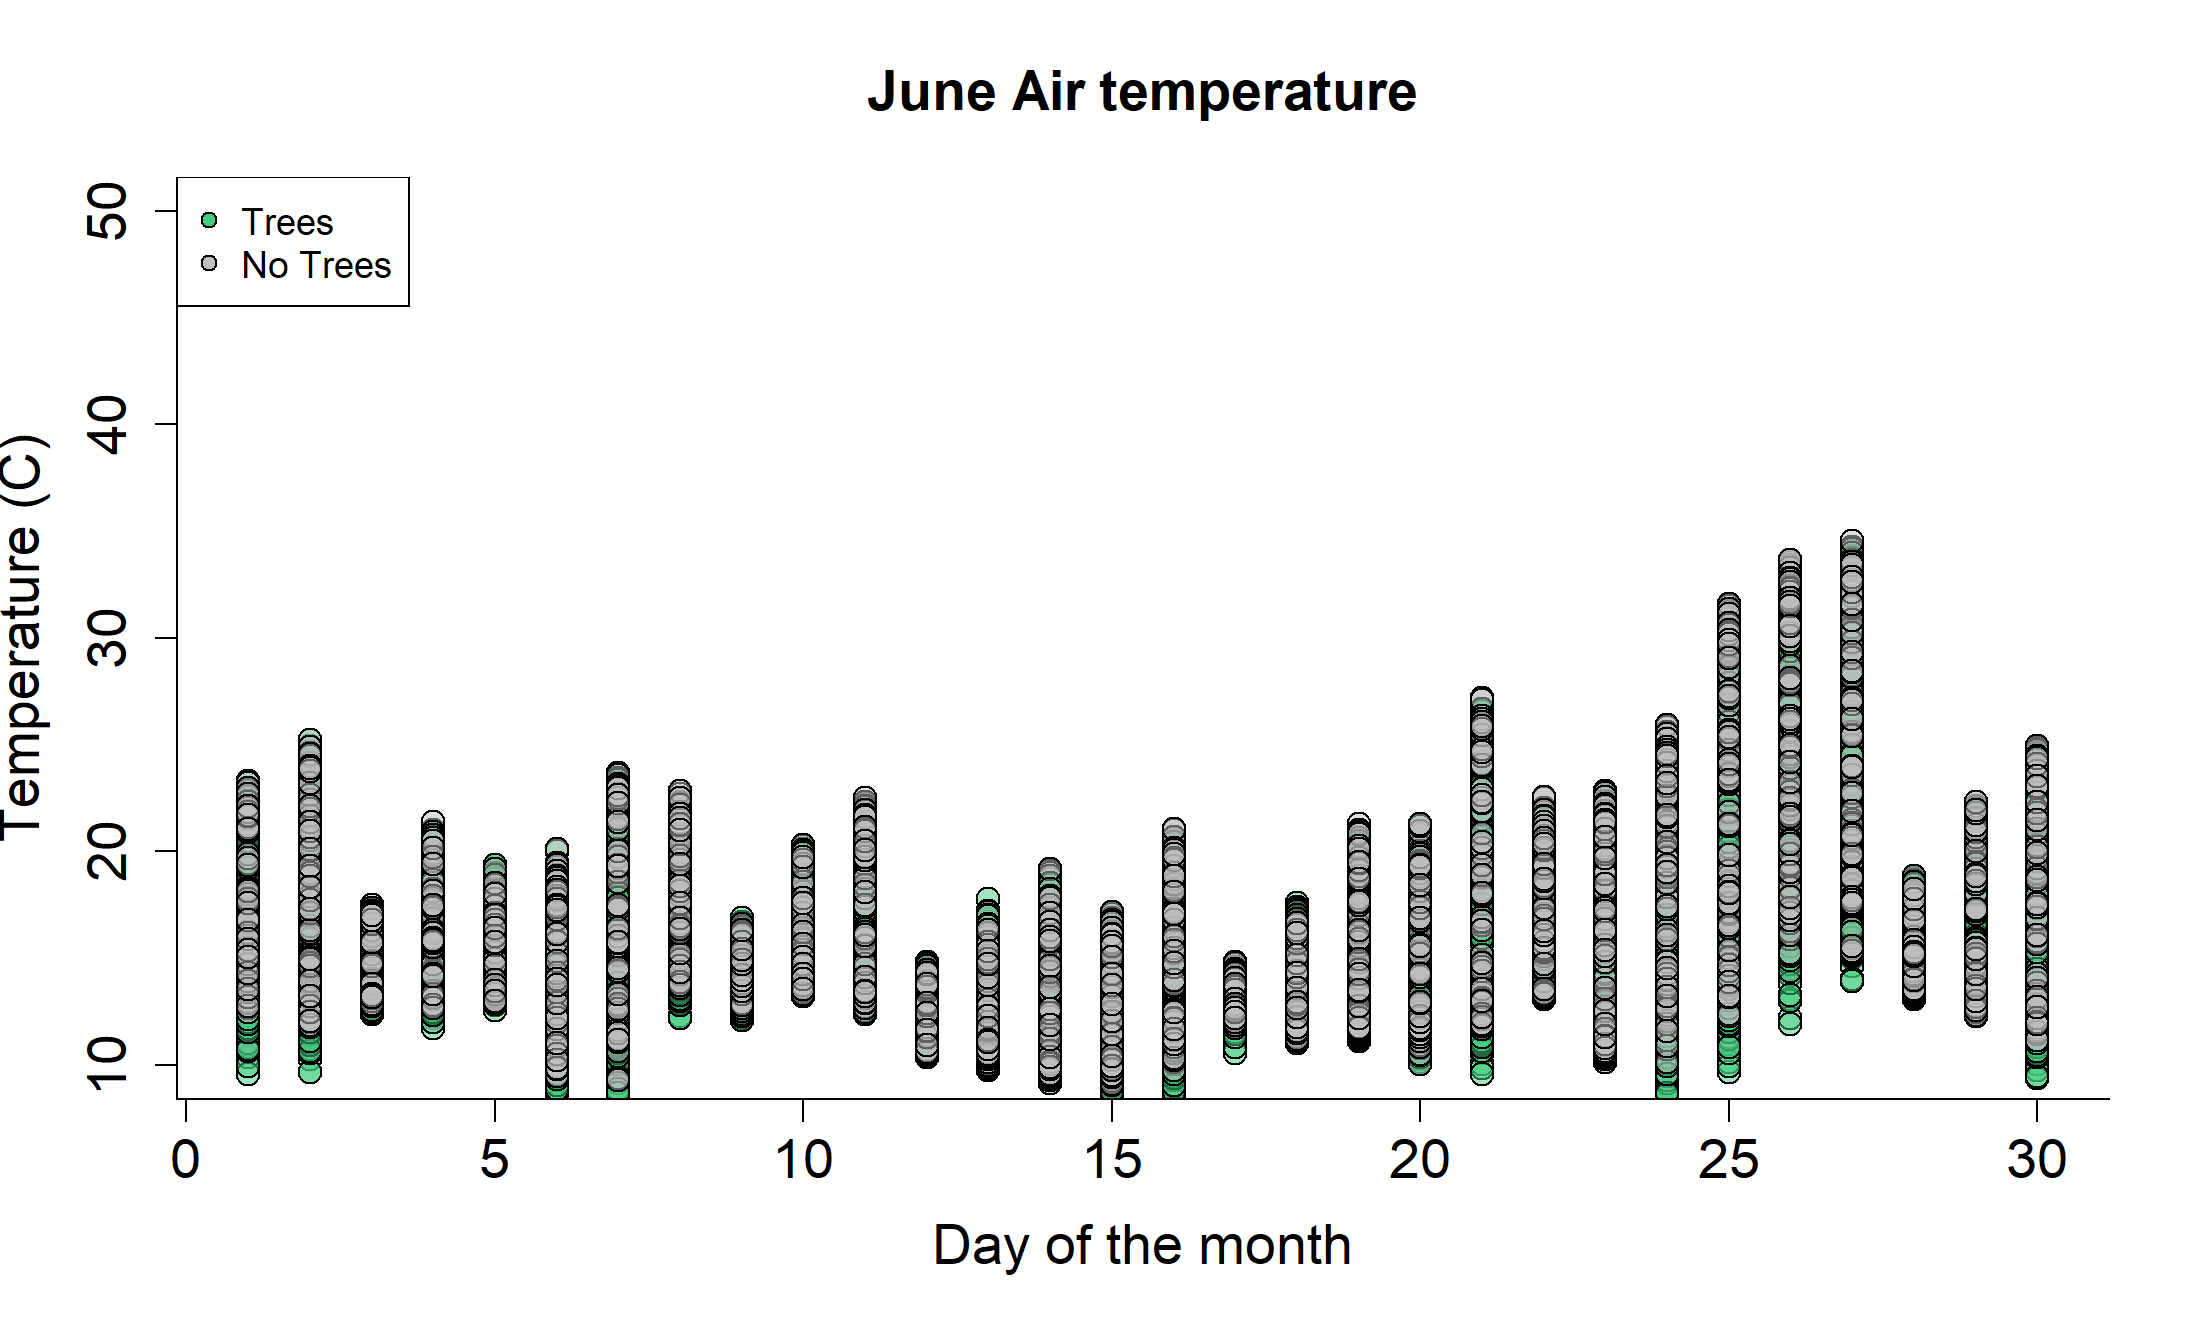 June Air temperature
Trees
No Trees
Temperature (C)
50
40
30
20
10
0 5 10 15 20 25 30
Day of the month